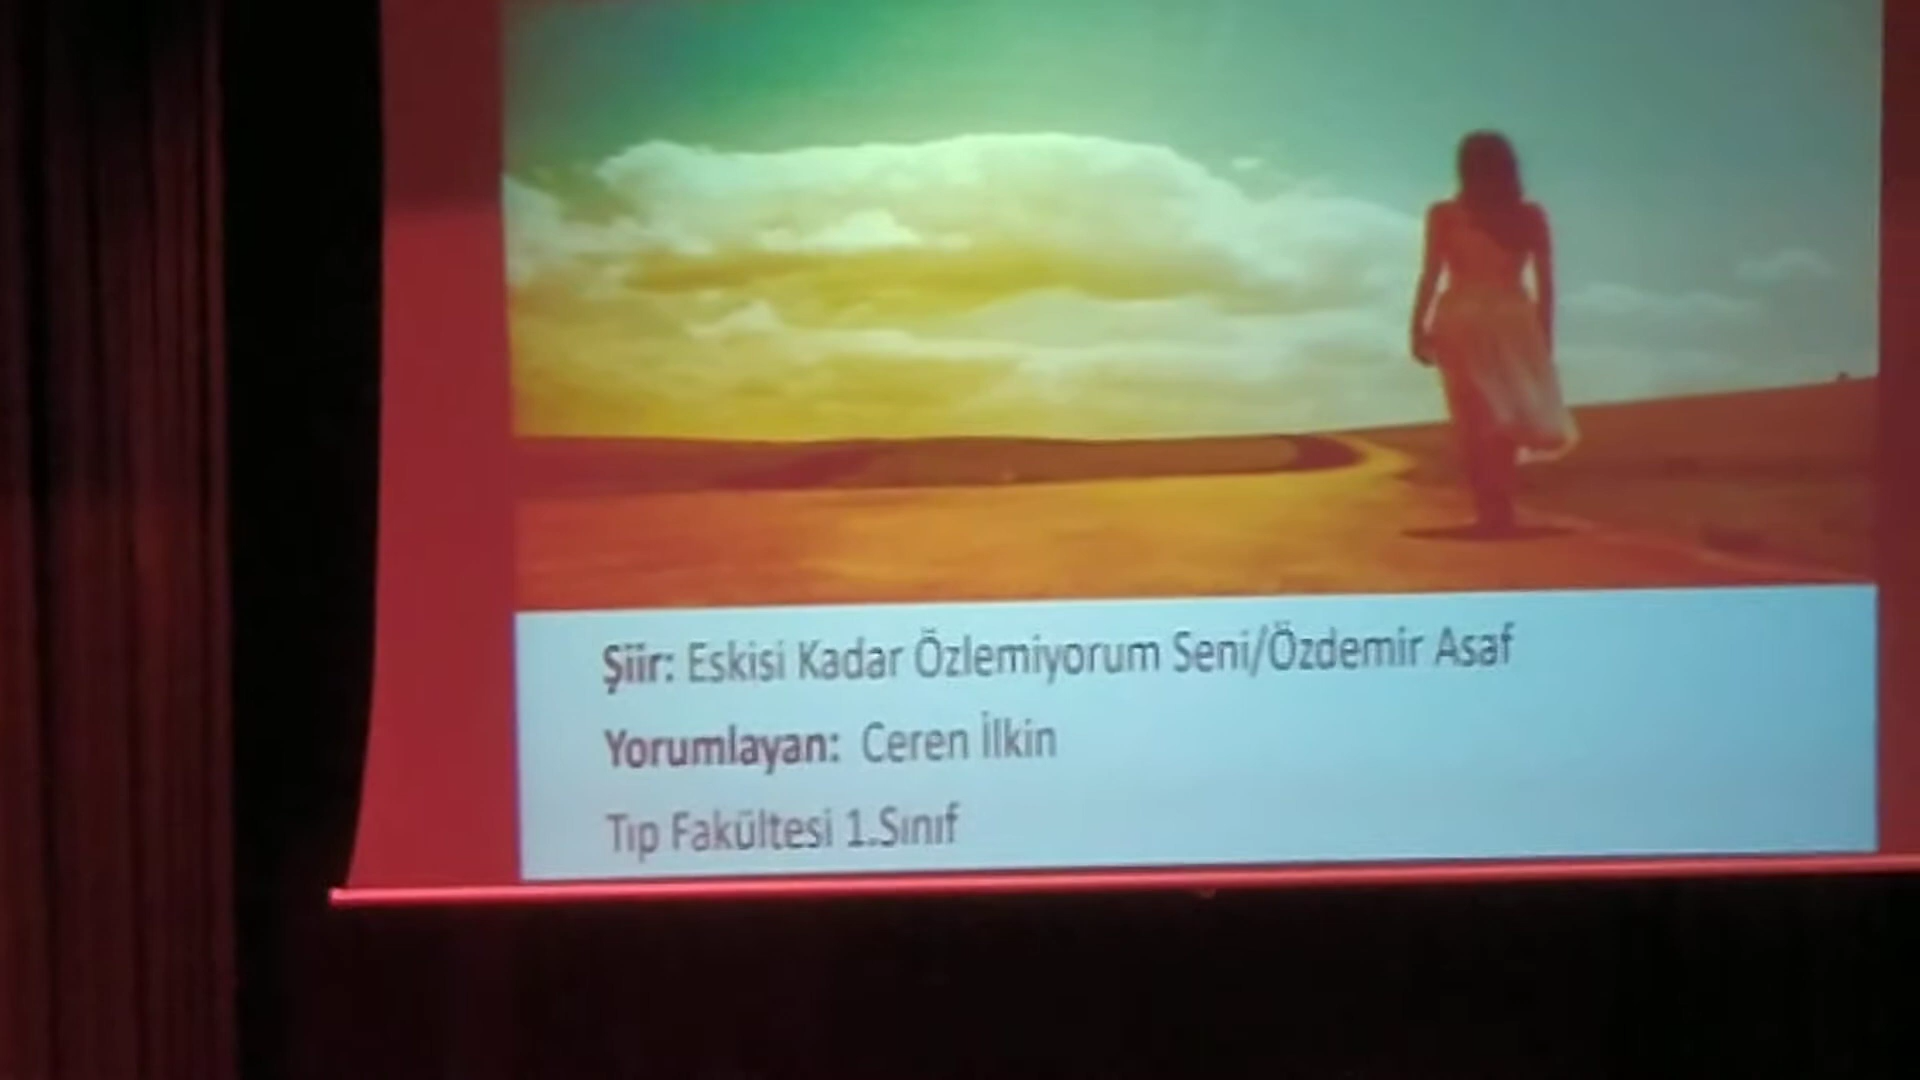 Şiir: Eskisi Kadar Özlemiyorum Seni/Özdemir Asaf
Yorumlayan: Ceren İlkin
Tıp Fakültesi 1.Sınıf